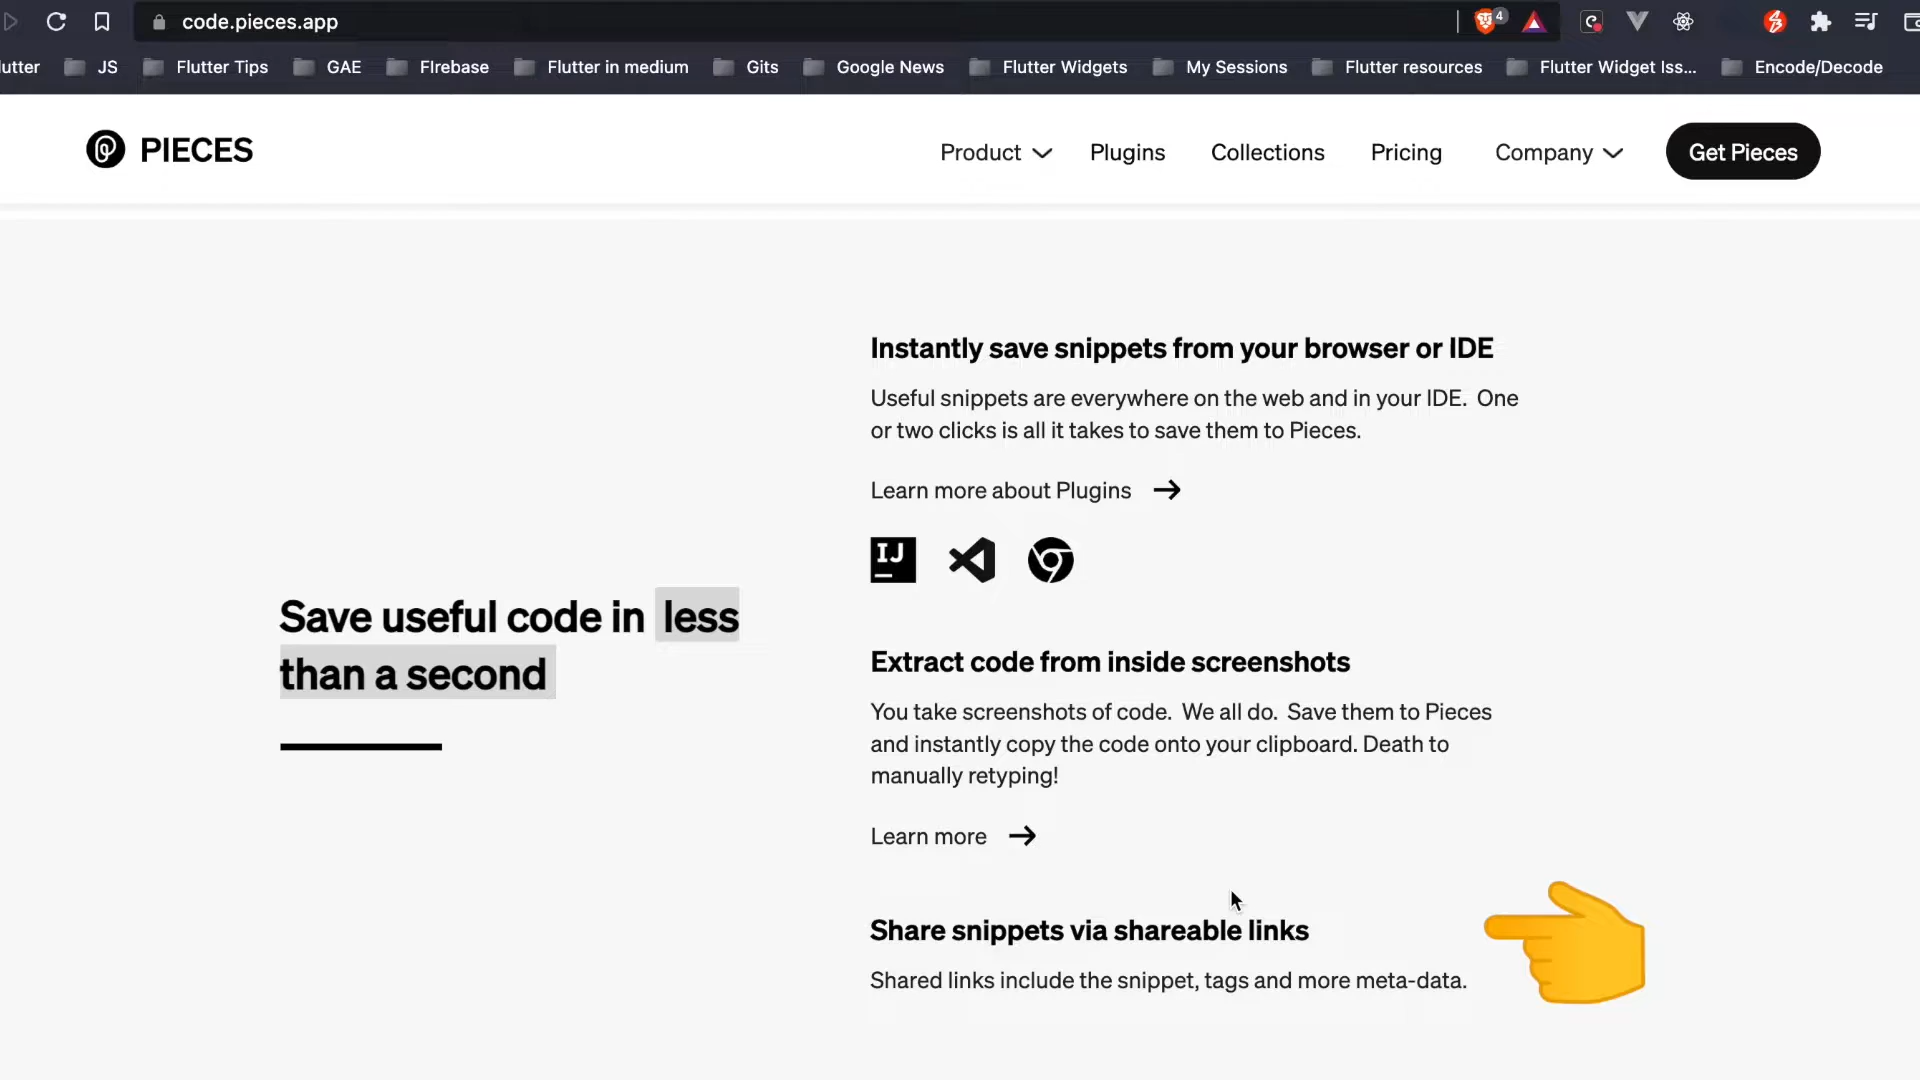 code.pieces.app
4
lutter
JS
Flutter Tips
GAE
FIrebase
Flutter in medium
Gits
Google News
Flutter Widgets
My Sessions
Flutter resources
Flutter Widget Iss...
Encode/Decode
PIECES
Product
Plugins
Collections
Pricing
Company
Get Pieces
Save useful code in less
than a second
Instantly save snippets from your browser or IDE
Useful snippets are everywhere on the web and in your IDE. One
or two clicks is all it takes to save them to Pieces.
Learn more about Plugins
IJ
Extract code from inside screenshots
You take screenshots of code. We all do. Save them to Pieces
and instantly copy the code onto your clipboard. Death to
manually retyping!
Learn more
Share snippets via shareable links
Shared links include the snippet, tags and more meta-data.